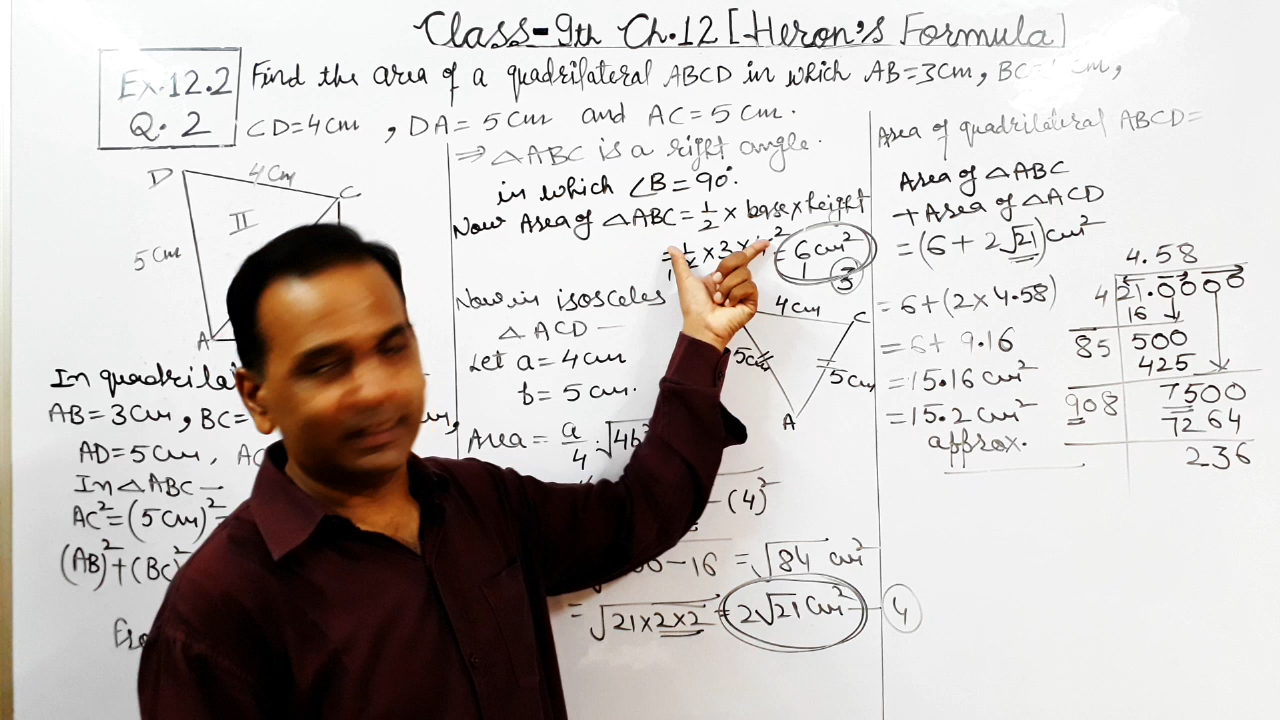 Class-9th Ch.12 [Heron's Formula]
Ex.12.2
Q. 2
Find the area of a quadrilateral ABCD in which AB=3cm, BC= cm,
CD=4cm , DA= 5cm and AC= 5cm.
D 4cm C
II
5cm
A
In
AB=3cm, BC=
AD=5cm, AC
In △ABC —
AC²=(5cm)²
(AB)²+(BC)²
⇒ △ABC is a right angle.
in which ∠B=90°.
Now Area of △ABC= 1/2 × base×height
= 1/2 ×3× = 6cm²
3
Now in isosceles
△ ACD —
Let a=4cm
b= 5cm.
Area= a/4 √4b²
4cm C
5cm
5cm
A
-(4)²
-16 =√84 cm²
=√21×2×2 = 2√21 cm²
4
Area of quadrilateral ABCD=
Area of △ABC
+ Area of △ACD
=(6+2√21)cm²
=6+(2×4.58)
=6+9.16
=15.16cm²
=15.2cm²
approx.
4.58
4 21.0000
16
85 500
425
908 7500
7264
236